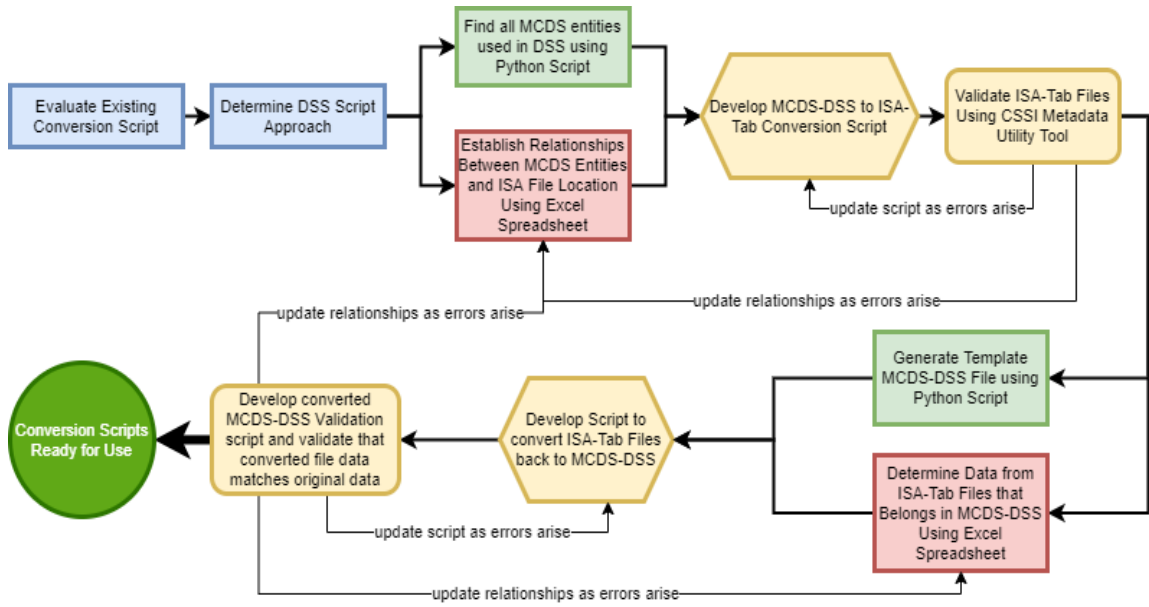 Evaluate Existing
Conversion Script
Determine DSS Script
Approach
Find all MCDS entities
used in DSS using
Python Script
Establish Relationships
Between MCDS Entities
and ISA File Location
Using Excel
Spreadsheet
Develop MCDS-DSS to ISA-
Tab Conversion Script
Validate ISA-Tab Files
Using CSSI Metadata
Utility Tool
update script as errors arise
update relationships as errors arise
update relationships as errors arise
Generate Template
MCDS-DSS File using
Python Script
Determine Data from
ISA-Tab Files that
Belongs in MCDS-DSS
Using Excel
Spreadsheet
Develop Script to
convert ISA-Tab Files
back to MCDS-DSS
Develop converted
MCDS-DSS Validation
script and validate that
converted file data
matches original data
Conversion Scripts
Ready for Use
update script as errors arise
update relationships as errors arise